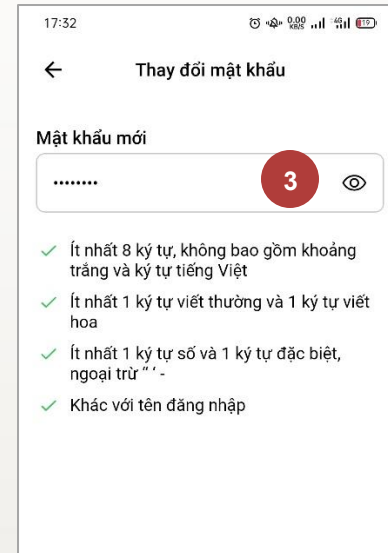 17:32 0.00 KB/S 4G 19
Thay đổi mật khẩu
Mật khẩu mới
........ 3
Ít nhất 8 ký tự, không bao gồm khoảng
trắng và ký tự tiếng Việt
Ít nhất 1 ký tự viết thường và 1 ký tự viết
hoa
Ít nhất 1 ký tự số và 1 ký tự đặc biệt,
ngoại trừ “ ‘ -
Khác với tên đăng nhập